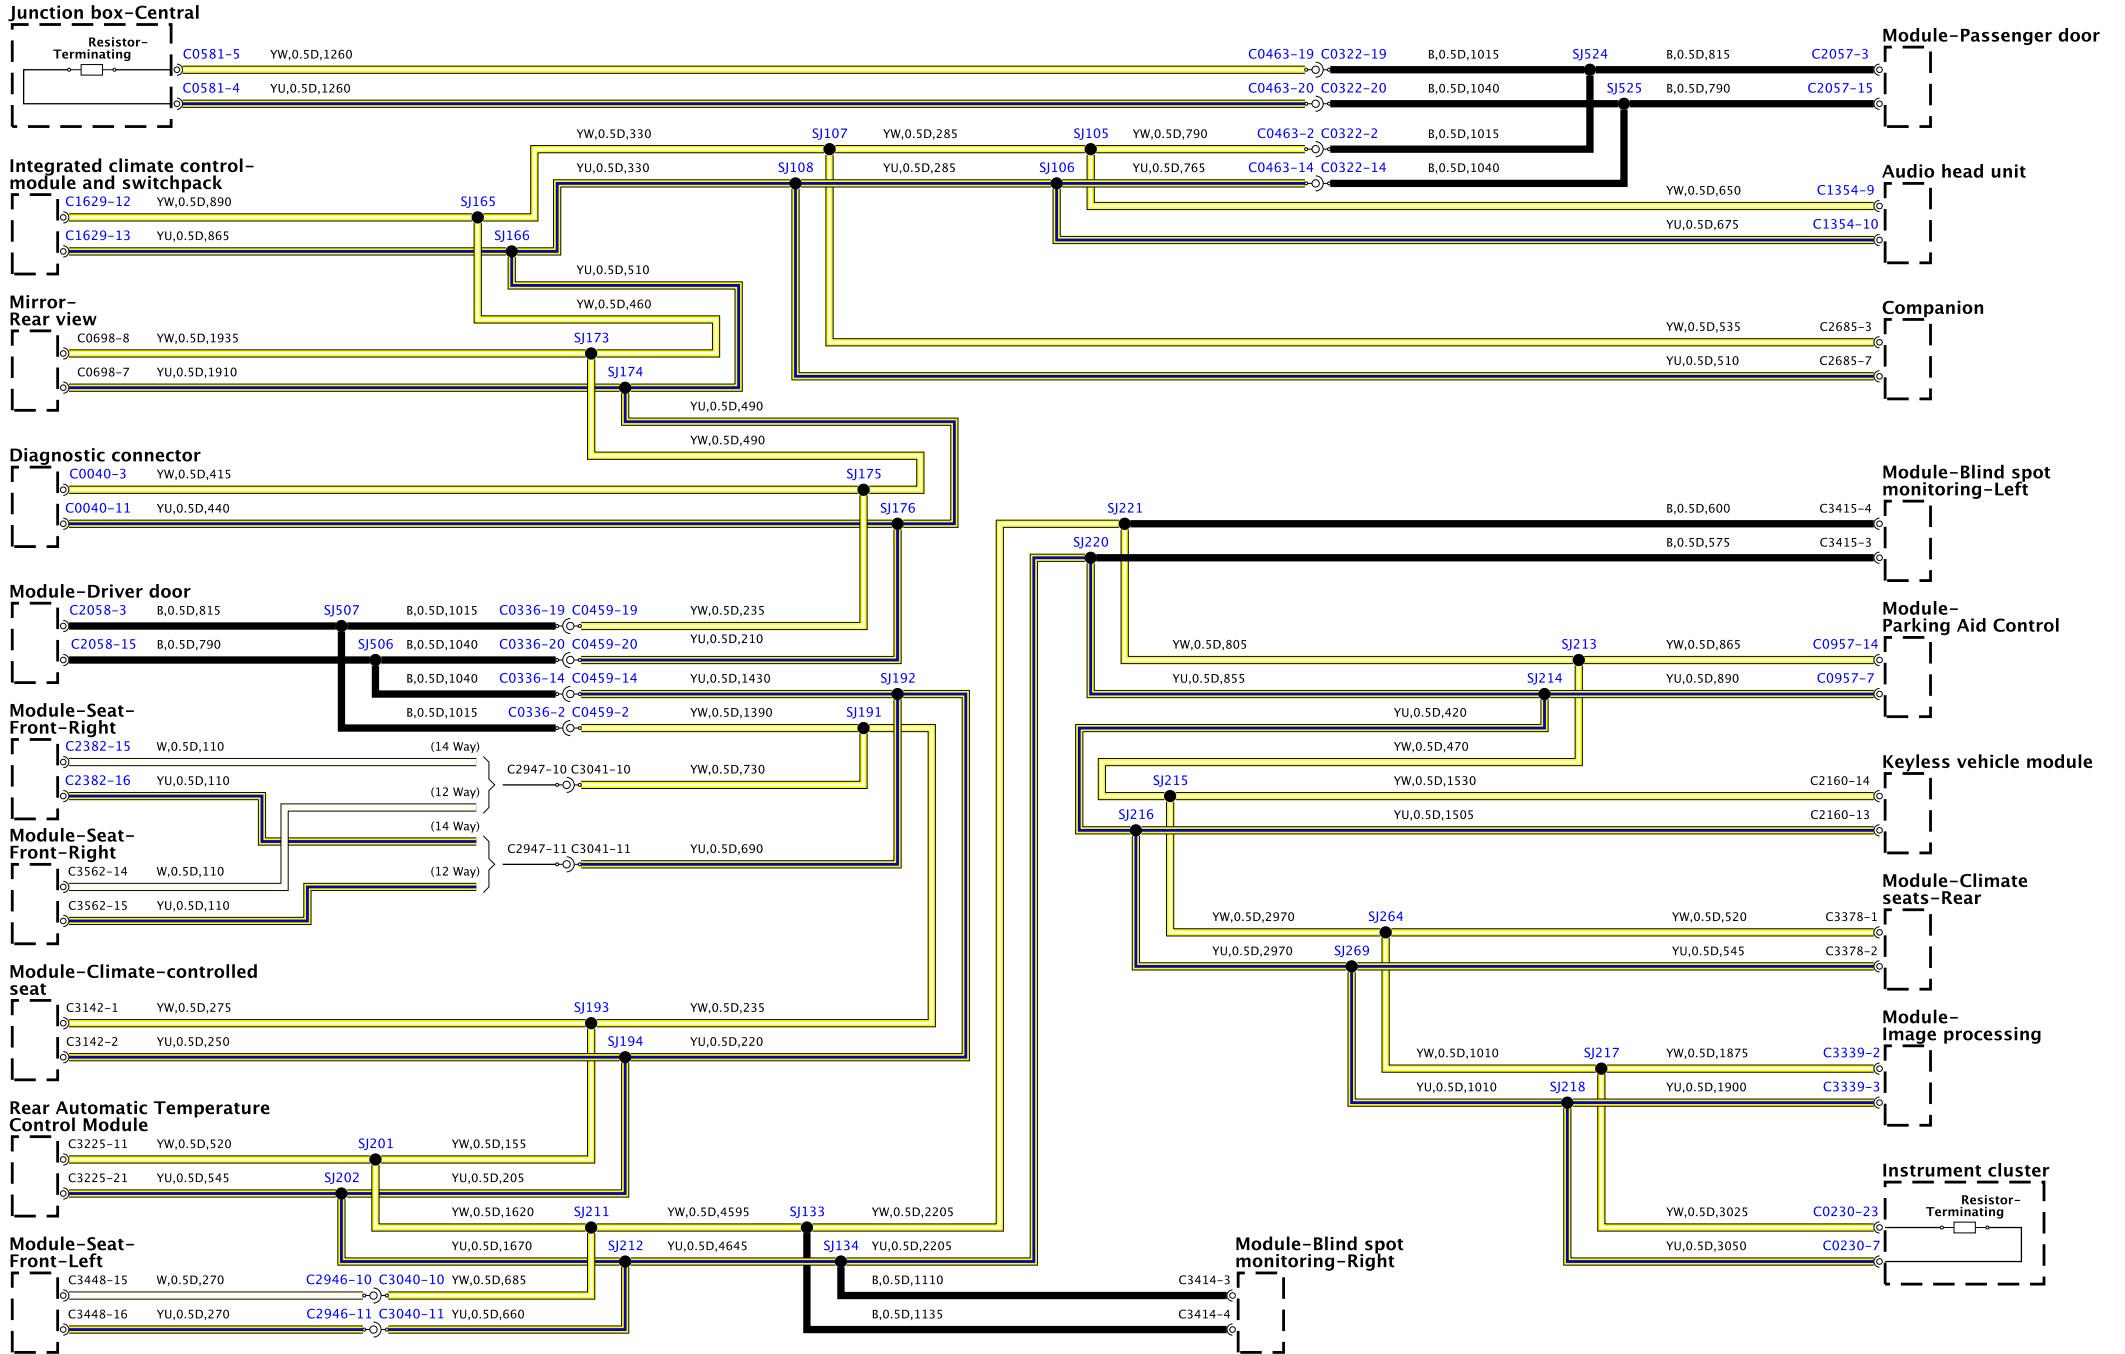 Junction box-Central
Resistor-
Terminating
C0581-5 YW,0.5D,1260
C0581-4 YU,0.5D,1260
C0463-19 C0322-19 B,0.5D,1015 SJ524 B,0.5D,815 C2057-3
C0463-20 C0322-20 B,0.5D,1040 SJ525 B,0.5D,790 C2057-15
Module-Passenger door
YW,0.5D,330 SJ107 YW,0.5D,285 SJ105 YW,0.5D,790 C0463-2 C0322-2 B,0.5D,1015
YU,0.5D,330 SJ108 YU,0.5D,285 SJ106 YU,0.5D,765 C0463-14 C0322-14 B,0.5D,1040
Integrated climate control-
module and switchpack
C1629-12 YW,0.5D,890 SJ165
C1629-13 YU,0.5D,865 SJ166
Audio head unit
YW,0.5D,650 C1354-9
YU,0.5D,675 C1354-10
YU,0.5D,510
YW,0.5D,460
Mirror-
Rear view
C0698-8 YW,0.5D,1935 SJ173
C0698-7 YU,0.5D,1910 SJ174
Companion
YW,0.5D,535 C2685-3
YU,0.5D,510 C2685-7
YU,0.5D,490
YW,0.5D,490
Diagnostic connector
C0040-3 YW,0.5D,415 SJ175
C0040-11 YU,0.5D,440 SJ176
Module-Blind spot
monitoring-Left
SJ221 B,0.5D,600 C3415-4
SJ220 B,0.5D,575 C3415-3
Module-Driver door
C2058-3 B,0.5D,815 SJ507 B,0.5D,1015 C0336-19 C0459-19 YW,0.5D,235
C2058-15 B,0.5D,790 SJ506 B,0.5D,1040 C0336-20 C0459-20 YU,0.5D,210
B,0.5D,1040 C0336-14 C0459-14 YU,0.5D,1430 SJ192
B,0.5D,1015 C0336-2 C0459-2 YW,0.5D,1390 SJ191
Module-
Parking Aid Control
YW,0.5D,805 SJ213 YW,0.5D,865 C0957-14
YU,0.5D,855 SJ214 YU,0.5D,890 C0957-7
YU,0.5D,420
YW,0.5D,470
Module-Seat-
Front-Right
C2382-15 W,0.5D,110 (14 Way)
C2382-16 YU,0.5D,110 (12 Way)
C2947-10 C3041-10 YW,0.5D,730
Keyless vehicle module
SJ215 YW,0.5D,1530 C2160-14
SJ216 YU,0.5D,1505 C2160-13
Module-Seat-
Front-Right
(14 Way)
C2947-11 C3041-11 YU,0.5D,690
C3562-14 W,0.5D,110 (12 Way)
C3562-15 YU,0.5D,110
Module-Climate
seats-Rear
YW,0.5D,2970 SJ264 YW,0.5D,520 C3378-1
YU,0.5D,2970 SJ269 YU,0.5D,545 C3378-2
Module-Climate-controlled
seat
C3142-1 YW,0.5D,275 SJ193 YW,0.5D,235
C3142-2 YU,0.5D,250 SJ194 YU,0.5D,220
Module-
Image processing
YW,0.5D,1010 SJ217 YW,0.5D,1875 C3339-2
YU,0.5D,1010 SJ218 YU,0.5D,1900 C3339-3
Rear Automatic Temperature
Control Module
C3225-11 YW,0.5D,520 SJ201 YW,0.5D,155
C3225-21 YU,0.5D,545 SJ202 YU,0.5D,205
YW,0.5D,1620 SJ211 YW,0.5D,4595 SJ133 YW,0.5D,2205
YU,0.5D,1670 SJ212 YU,0.5D,4645 SJ134 YU,0.5D,2205
Instrument cluster
Resistor-
Terminating
YW,0.5D,3025 C0230-23
YU,0.5D,3050 C0230-7
Module-Seat-
Front-Left
C3448-15 W,0.5D,270 C2946-10 C3040-10 YW,0.5D,685
C3448-16 YU,0.5D,270 C2946-11 C3040-11 YU,0.5D,660
Module-Blind spot
monitoring-Right
B,0.5D,1110 C3414-3
B,0.5D,1135 C3414-4